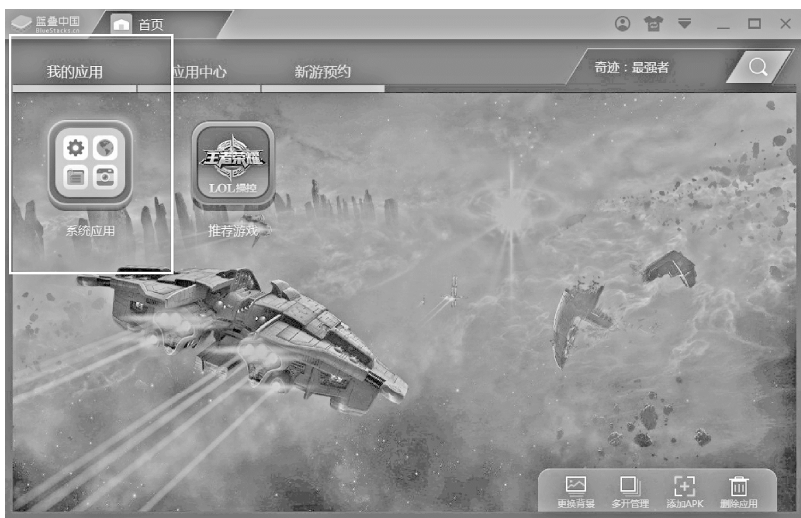 蓝叠中国
BlueStacks.cn
首页
我的应用
应用中心
新游预约
奇迹：最强者
王者荣耀
LOL操控
系统应用
推荐游戏
更换背景
多开管理
添加APK
删除应用